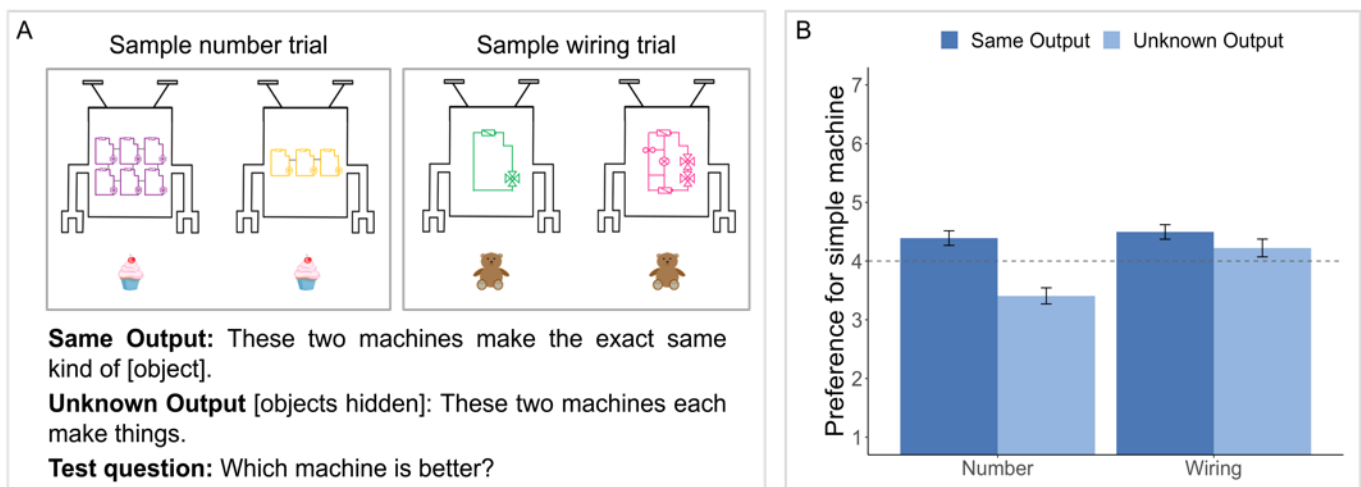 A
Sample number trial
Sample wiring trial
Same Output: These two machines make the exact same
kind of [object].
Unknown Output [objects hidden]: These two machines each
make things.
Test question: Which machine is better?
B
Same Output
Unknown Output
Preference for simple machine
7
6
5
4
3
2
1
Number
Wiring